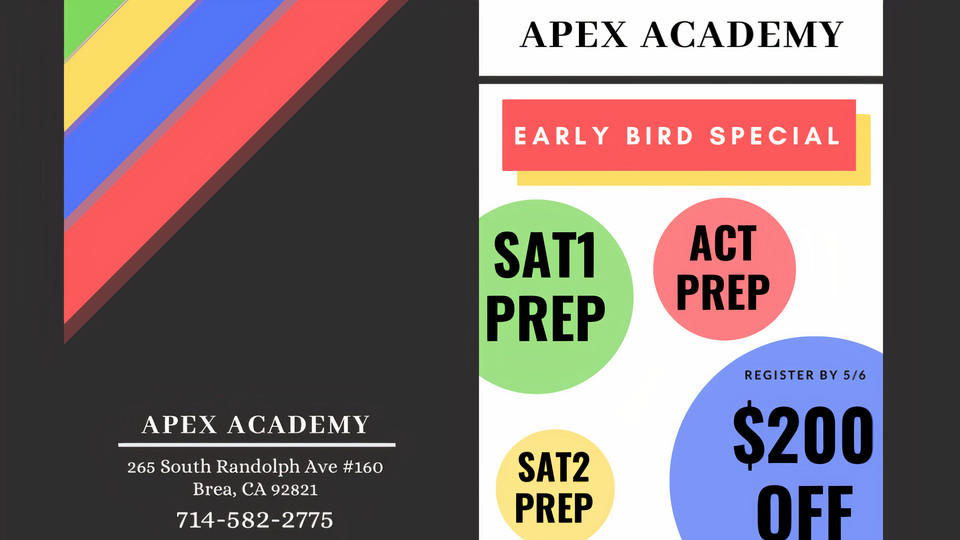 APEX ACADEMY
265 South Randolph Ave #160
Brea, CA 92821
714-582-2775
APEX ACADEMY
EARLY BIRD SPECIAL
SAT1
PREP
ACT
PREP
REGISTER BY 5/6
$200
OFF
SAT2
PREP